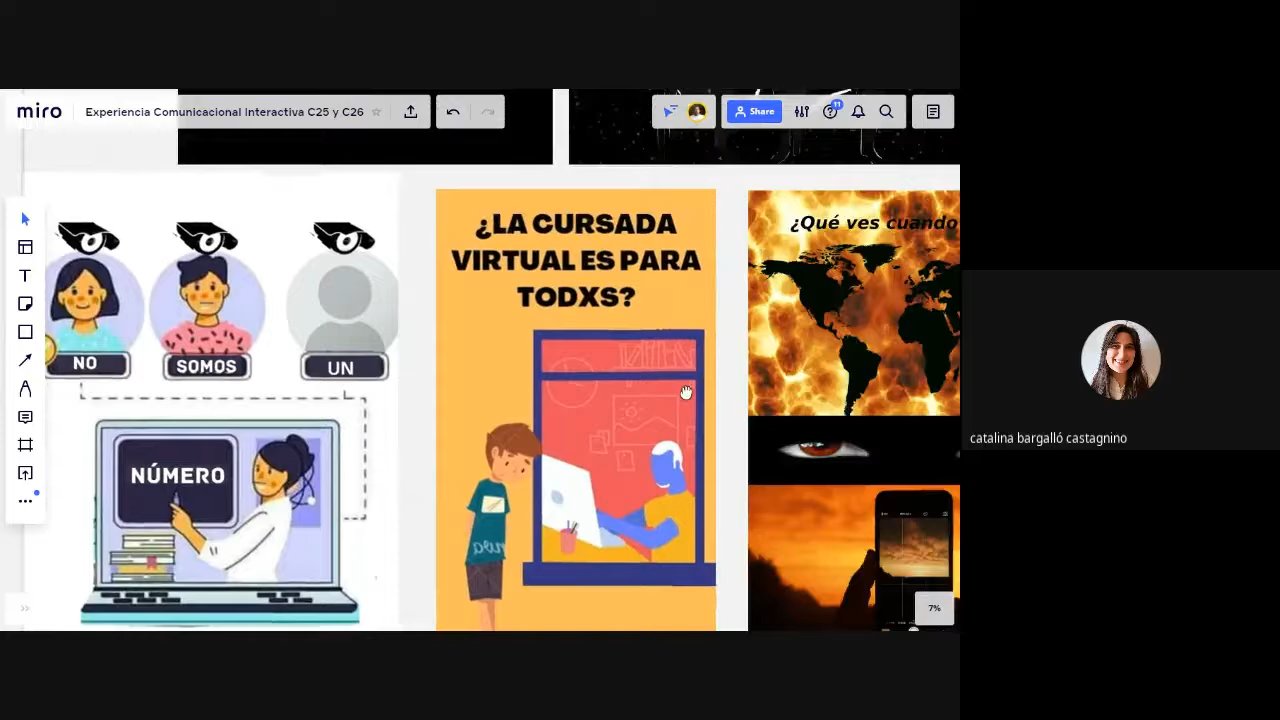 miro
Experiencia Comunicacional Interactiva C25 y C26
Share
11
NO
SOMOS
UN
NÚMERO
¿LA CURSADA
VIRTUAL ES PARA
TODXS?
¿Qué ves cuando
7%
catalina bargalló castagnino